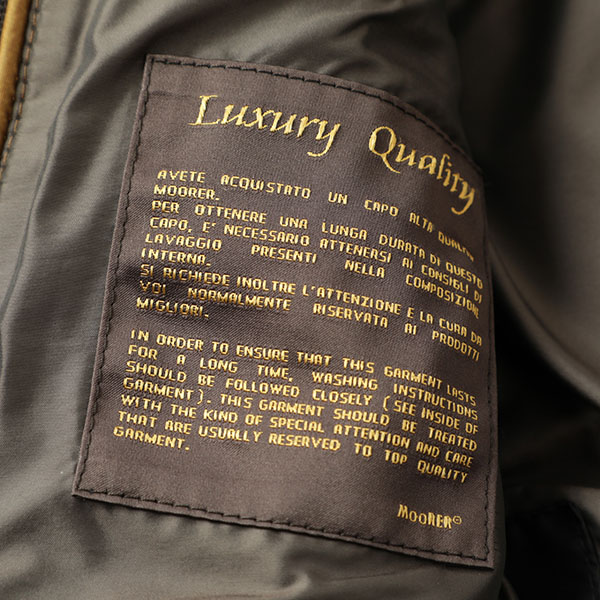 Luxury Quality
AVETE ACQUISTATO UN CAPO ALTA QUALITÀ
MOORER.
PER OTTENERE UNA LUNGA DURATA DI QUESTO
CAPO, E' NECESSARIO ATTENERSI AI CONSIGLI DI
LAVAGGIO PRESENTI NELLA COMPOSIZIONE
INTERNA.
SI RICHIEDE INOLTRE L'ATTENZIONE E LA CURA DA
VOI NORMALMENTE RISERVATA AI PRODOTTI
MIGLIORI.
IN ORDER TO ENSURE THAT THIS GARMENT LASTS
FOR A LONG TIME, WASHING INSTRUCTIONS
SHOULD BE FOLLOWED CLOSELY (SEE INSIDE OF
GARMENT). THIS GARMENT SHOULD BE TREATED
WITH THE KIND OF SPECIAL ATTENTION AND CARE
THAT ARE USUALLY RESERVED TO TOP QUALITY
GARMENT.
MOORER©